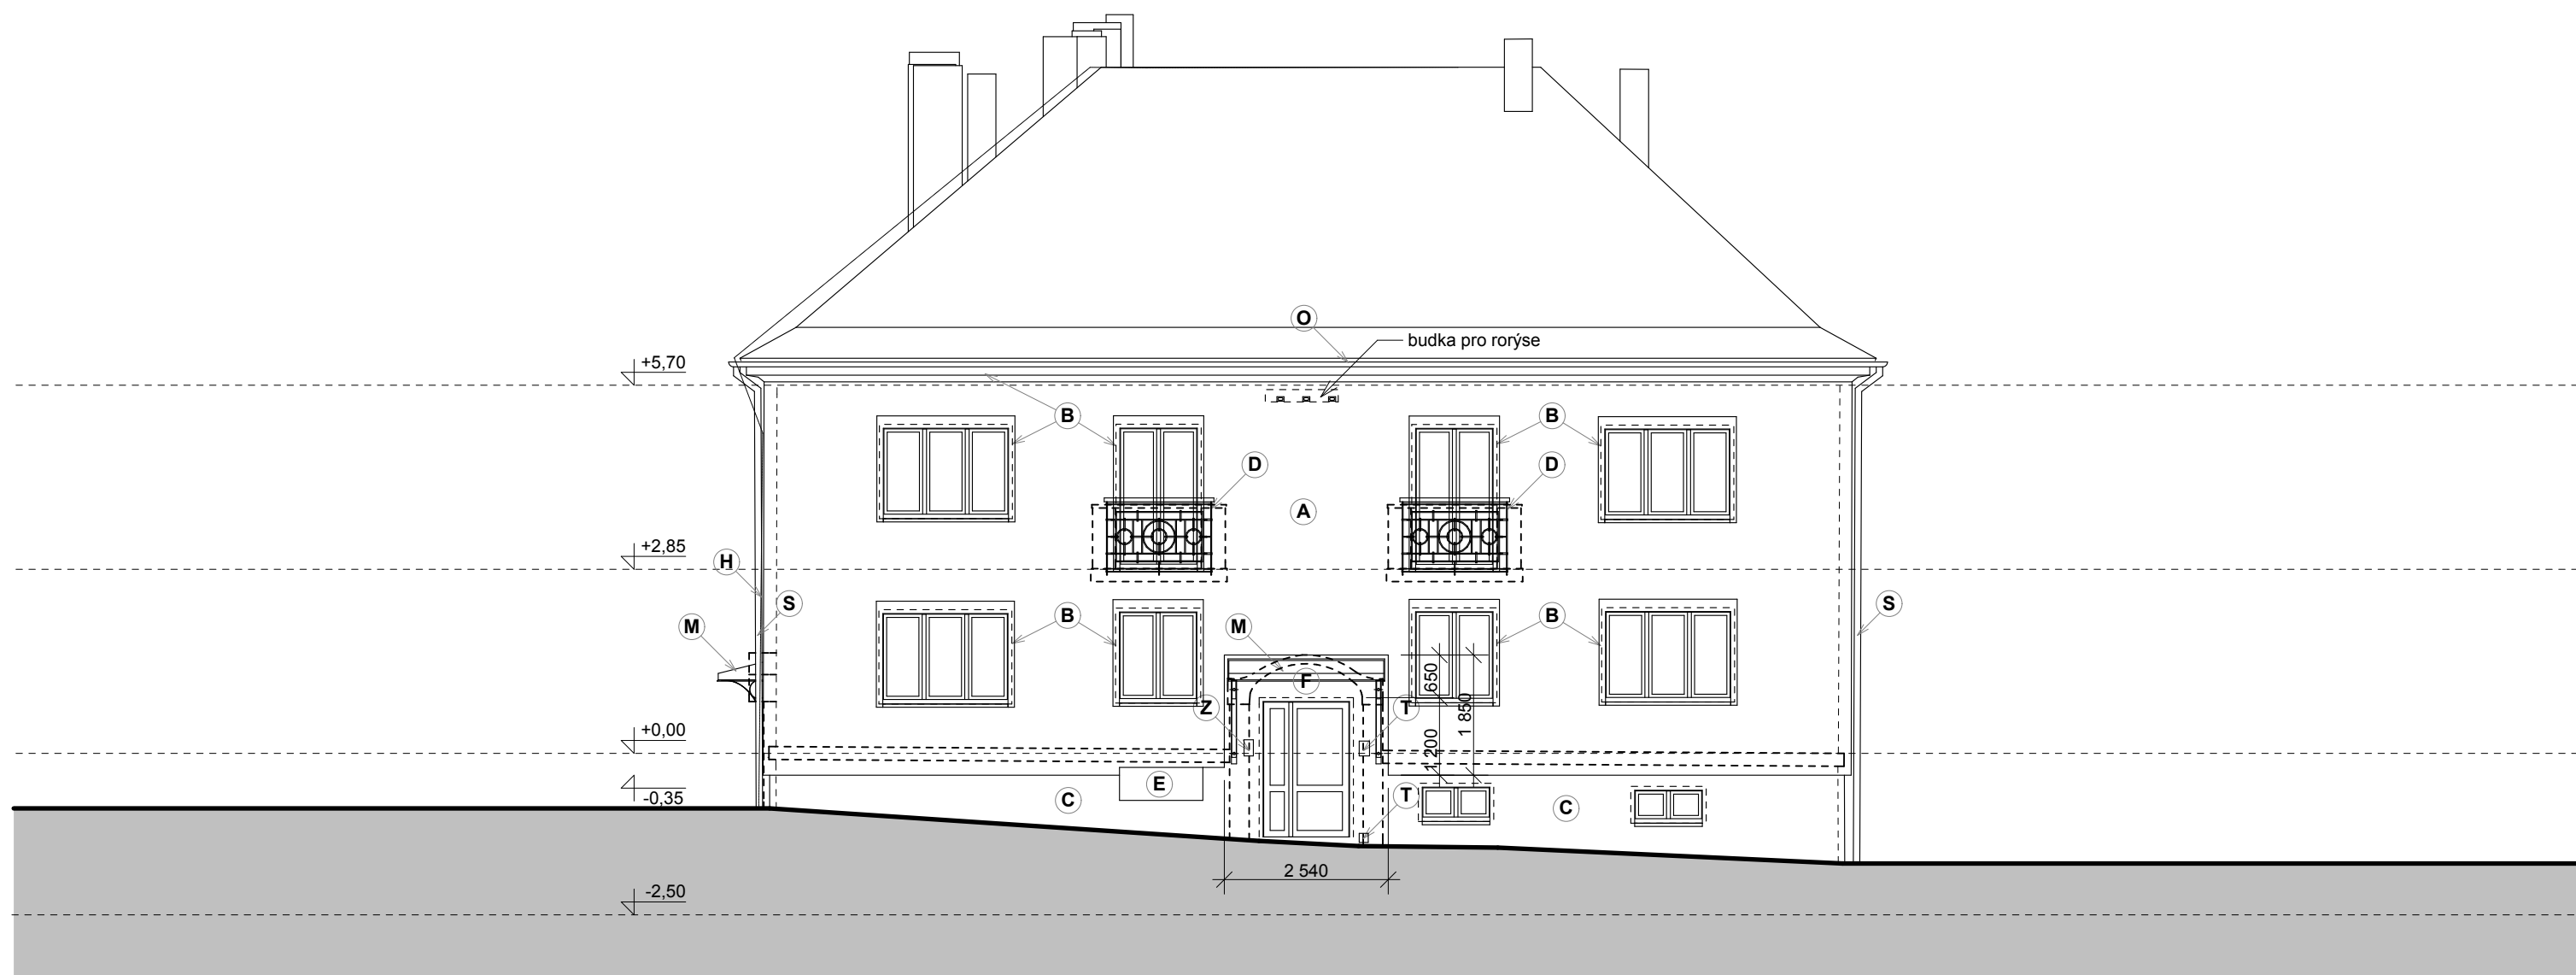 O
budka pro rorýse
+5,70
B
B
D
D
A
+2,85
H
S
S
B
B
M
M
F
650
Z
T
1 850
+0,00
1 200
E
-0,35
C
T
C
2 540
-2,50